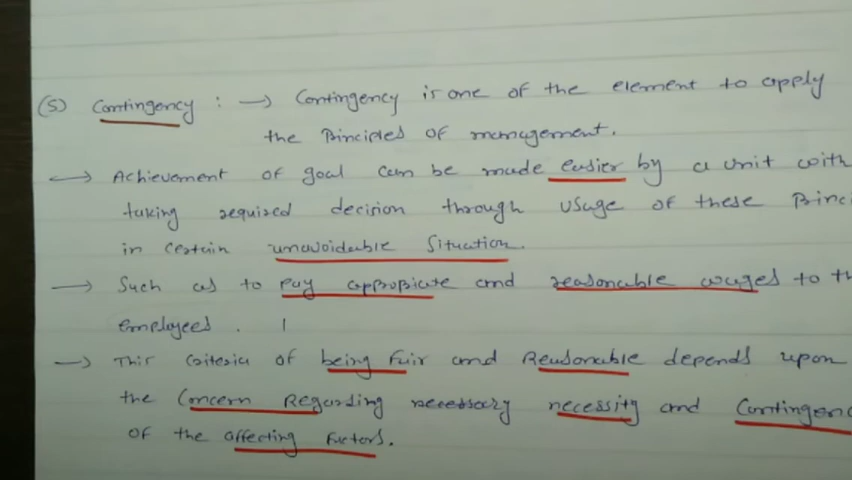 (5) Contingency : → Contingency is one of the element to apply
the Principles of management.
→ Achievement of goal can be made easier by a unit with
taking required decision through usage of these Princi
in certain unavoidable situation.
→ Such as to pay appropriate and reasonable wages to th
employees.
→ This criteria of being Fair and Reasonable depends upon
the Concern Regarding necessary necessity and Contingenc
of the affecting Factors.